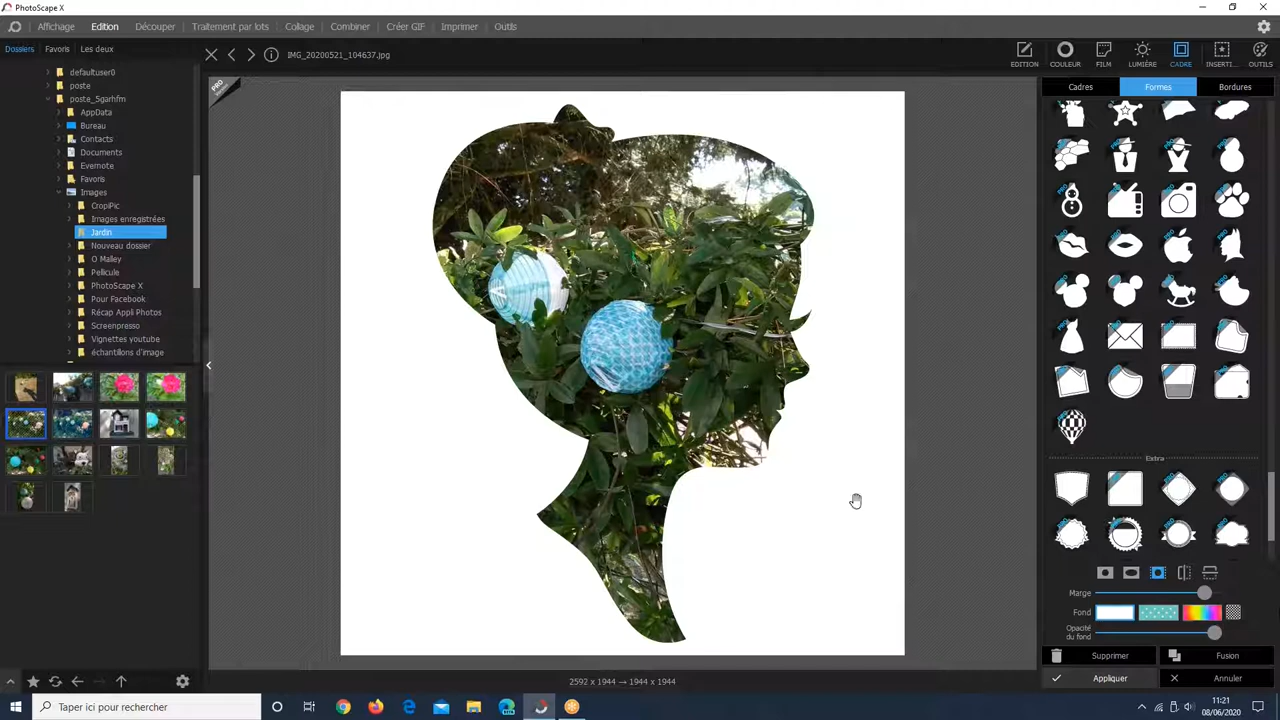 PhotoScape X
Affichage Edition Découper Traitement par lots Collage Combiner Créer GIF Imprimer Outils
Dossiers Favoris Les deux
IMG_20200521_104637.jpg
EDITION COULEUR FILM LUMIÈRE CADRE INSERTI... OUTILS
PRO Version
Cadres Formes Bordures
defaultuser0
poste
poste_5garhfm
AppData
Bureau
Contacts
Documents
Evernote
Favoris
Images
CropiPic
Images enregistrées
Jardin
Nouveau dossier
O Malley
Pellicule
PhotoScape X
Pour Facebook
Récap Appli Photos
Screenpresso
Vignettes youtube
échantillons d'image
Extra
Marge
Fond
Opacité
du fond
Supprimer Fusion
Appliquer Annuler
2592 x 1944 → 1944 x 1944
Taper ici pour rechercher
11:21
08/06/2020